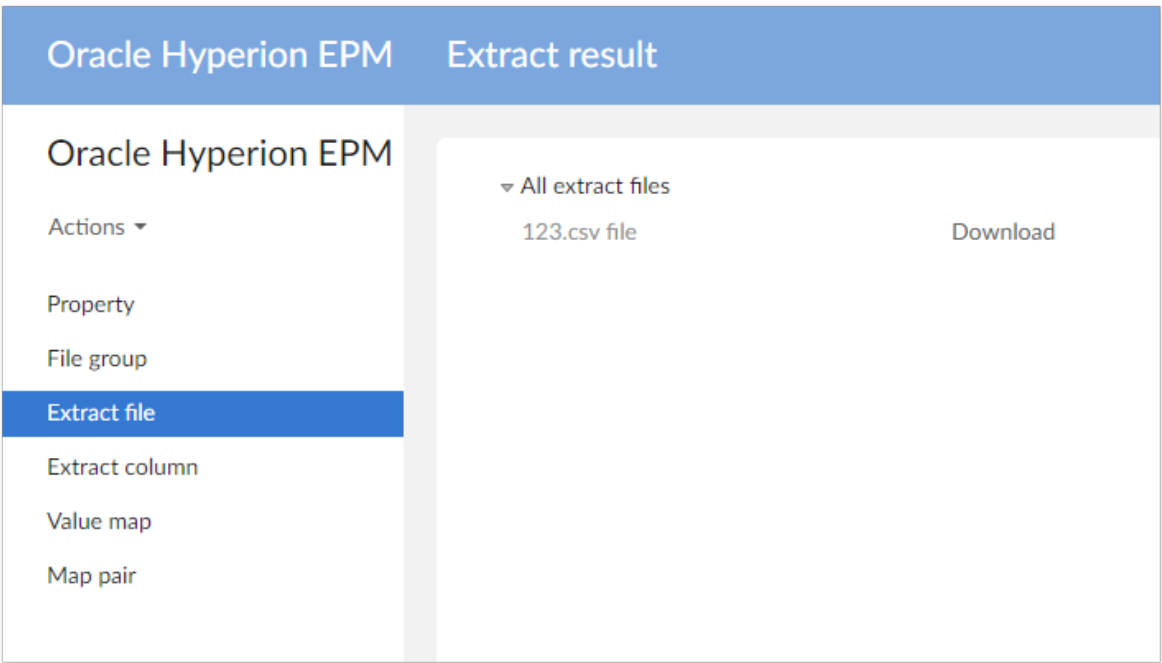 Oracle Hyperion EPM Extract result
Oracle Hyperion EPM
Actions
Property
File group
Extract file
Extract column
Value map
Map pair
All extract files
123.csv file Download